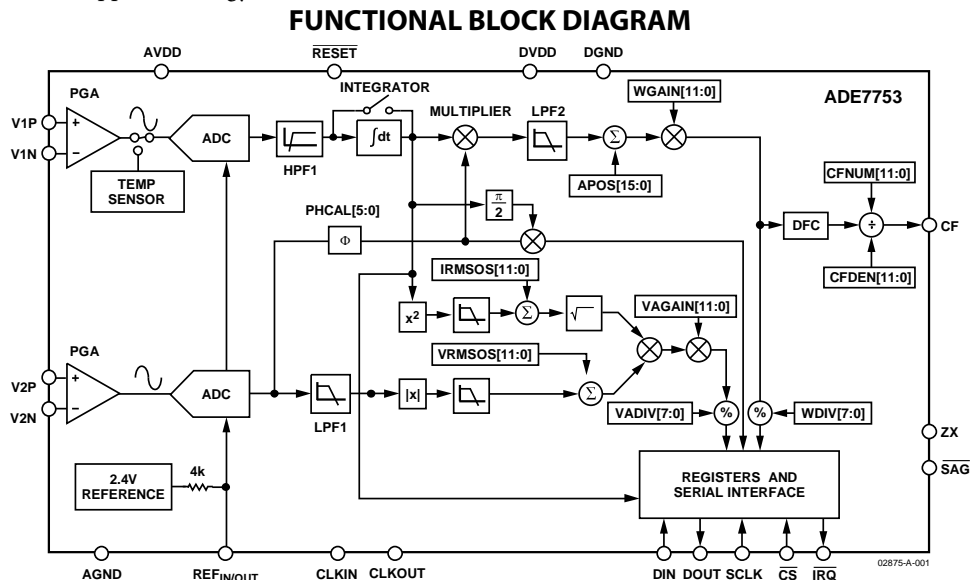 FUNCTIONAL BLOCK DIAGRAM
AVDD
RESET
DVDD
DGND
PGA
INTEGRATOR
MULTIPLIER
LPF2
WGAIN[11:0]
ADE7753
V1P
+
V1N
−
ADC
HPF1
∫dt
Σ
TEMP
SENSOR
APOS[15:0]
CFNUM[11:0]
PHCAL[5:0]
π
2
Φ
DFC
÷
CF
IRMSOS[11:0]
CFDEN[11:0]
x2
Σ
√
VAGAIN[11:0]
PGA
VRMSOS[11:0]
V2P
+
V2N
−
ADC
LPF1
|x|
Σ
VADIV[7:0]
%
%
WDIV[7:0]
ZX
SAG
2.4V
REFERENCE
4k
REGISTERS AND
SERIAL INTERFACE
AGND
REFIN/OUT
CLKIN
CLKOUT
DIN
DOUT
SCLK
CS
IRQ
02875-A-001